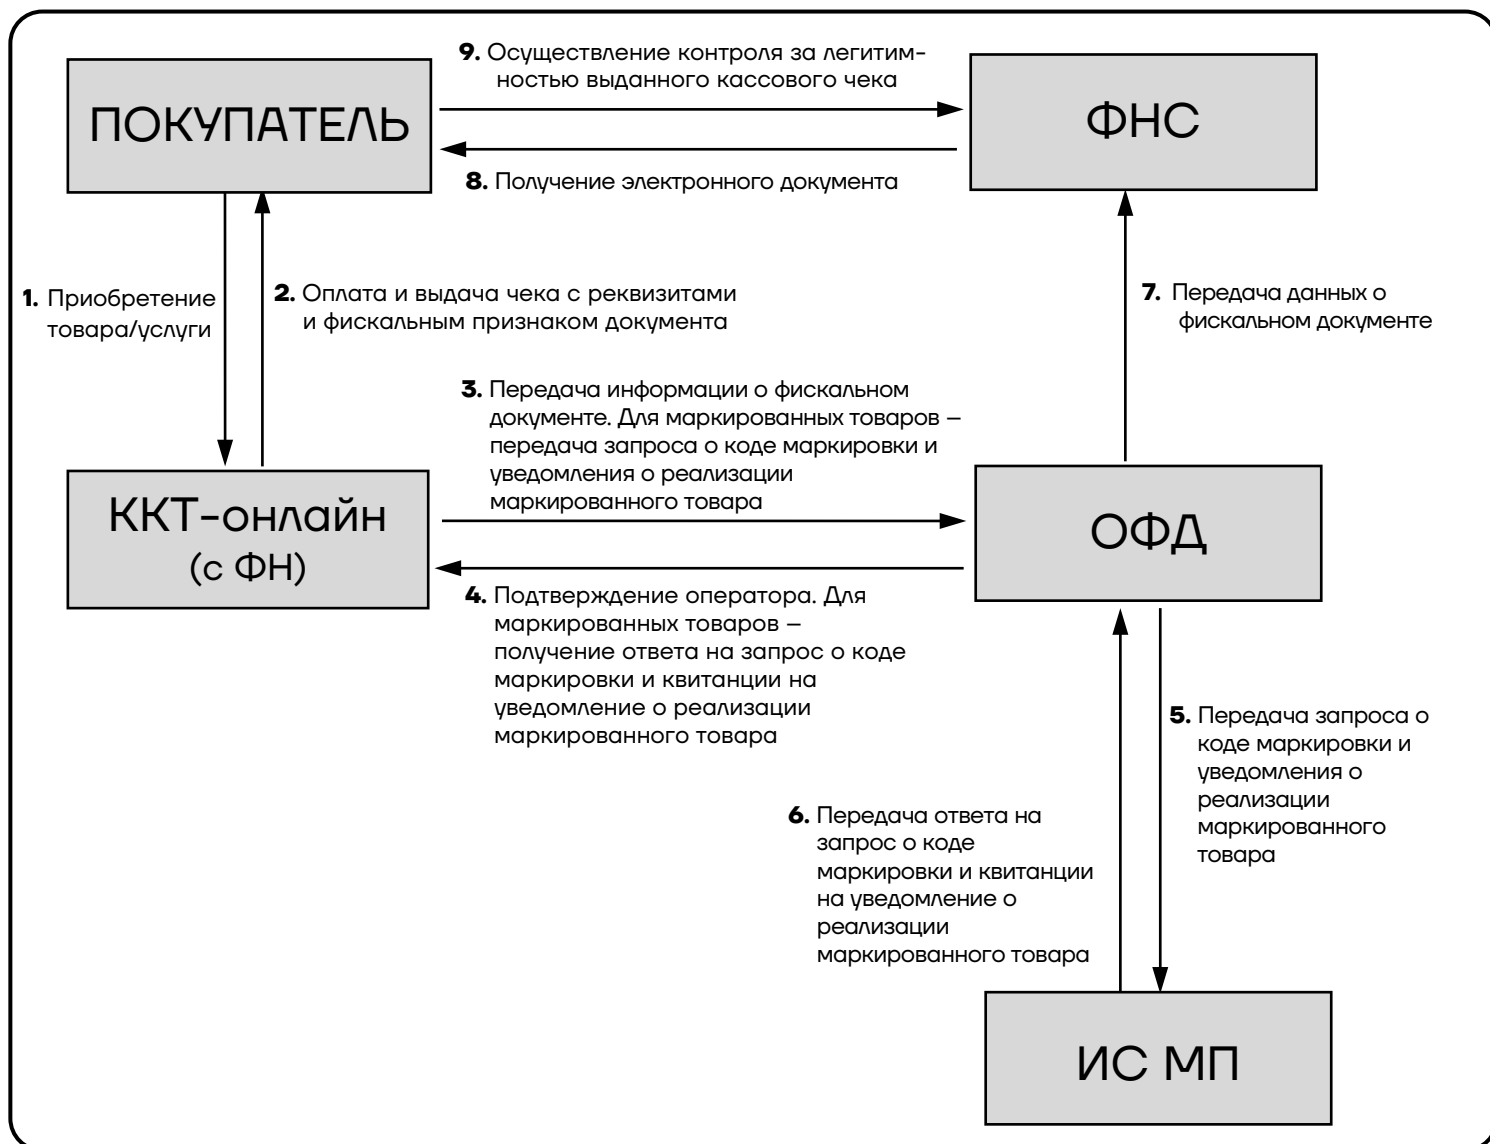 9. Осуществление контроля за легитим-
ностью выданного кассового чека
ПОКУПАТЕЛЬ
ФНС
8. Получение электронного документа
1. Приобретение
товара/услуги
2. Оплата и выдача чека с реквизитами
и фискальным признаком документа
7. Передача данных о
фискальном документе
3. Передача информации о фискальном
документе. Для маркированных товаров –
передача запроса о коде маркировки и
уведомления о реализации
маркированного товара
ККТ-онлайн
(с ФН)
ОФД
4. Подтверждение оператора. Для
маркированных товаров –
получение ответа на запрос о коде
маркировки и квитанции на
уведомление о реализации
маркированного товара
5. Передача запроса о
коде маркировки и
уведомления о
реализации
маркированного
товара
6. Передача ответа на
запрос о коде
маркировки и квитанции
на уведомление о
реализации
маркированного товара
ИС МП